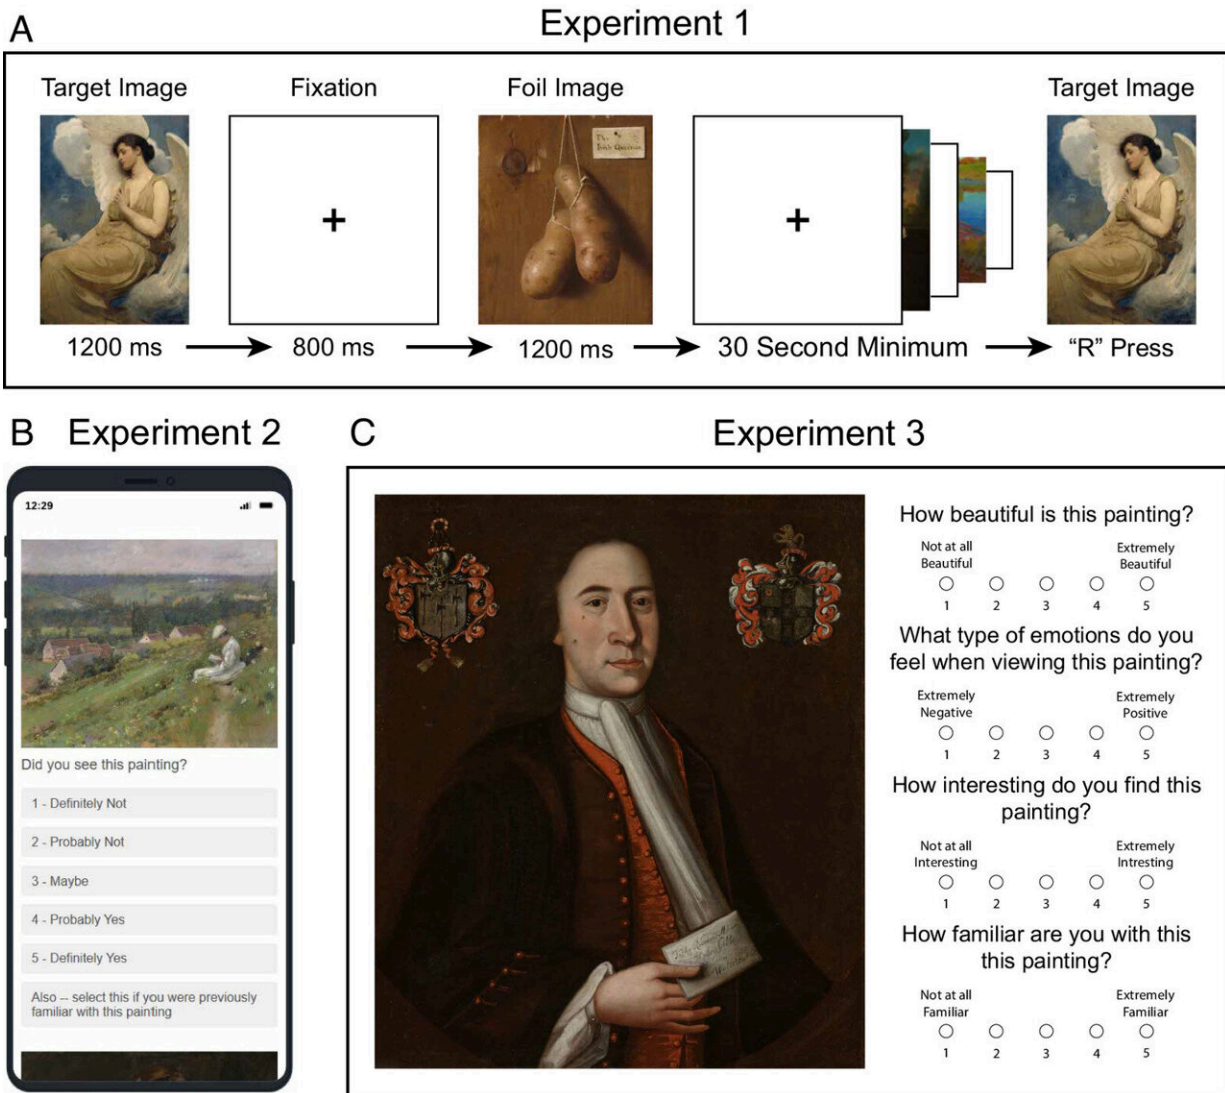 A
Experiment 1
Target Image
Fixation
Foil Image
Target Image
+
The
Irish Question
+
1200 ms
800 ms
1200 ms
30 Second Minimum
“R” Press
B
Experiment 2
12:29
Did you see this painting?
1 - Definitely Not
2 - Probably Not
3 - Maybe
4 - Probably Yes
5 - Definitely Yes
Also -- select this if you were previously
familiar with this painting
C
Experiment 3
How beautiful is this painting?
Not at all
Beautiful
Extremely
Beautiful
1 2 3 4 5
What type of emotions do you
feel when viewing this painting?
Extremely
Negative
Extremely
Positive
1 2 3 4 5
How interesting do you find this
painting?
Not at all
Interesting
Extremely
Intresting
1 2 3 4 5
How familiar are you with this
this painting?
Not at all
Familiar
Extremely
Familiar
1 2 3 4 5